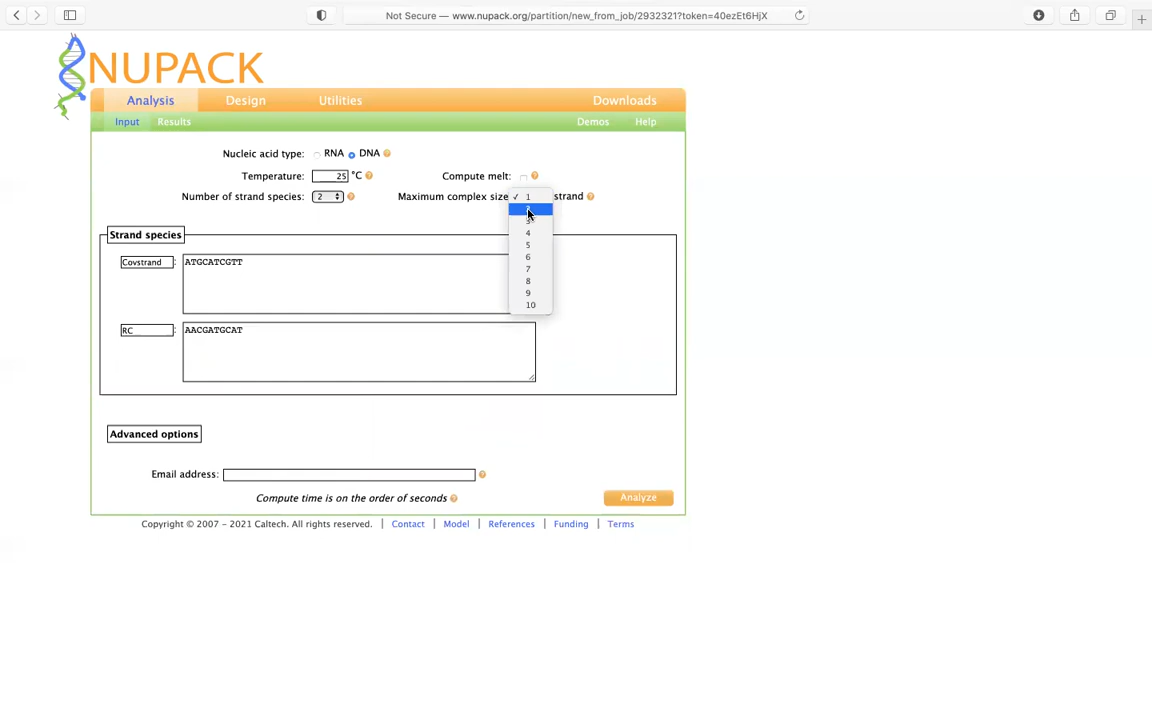 Not Secure — www.nupack.org/partition/new_from_job/2932321?token=40ezEt6HjX
NUPACK
Analysis Design Utilities Downloads
Input Results Demos Help
Nucleic acid type: RNA DNA ?
Temperature: 25 °C ? Compute melt: ?
Number of strand species: 2 ? Maximum complex size ✓ 1 strand ?
2
3
4
5
6
7
8
9
10
Strand species
Covstrand : ATGCATCGTT
RC : AACGATGCAT
Advanced options
Email address: ?
Compute time is on the order of seconds ? Analyze
Copyright © 2007 – 2021 Caltech. All rights reserved. | Contact | Model | References | Funding | Terms